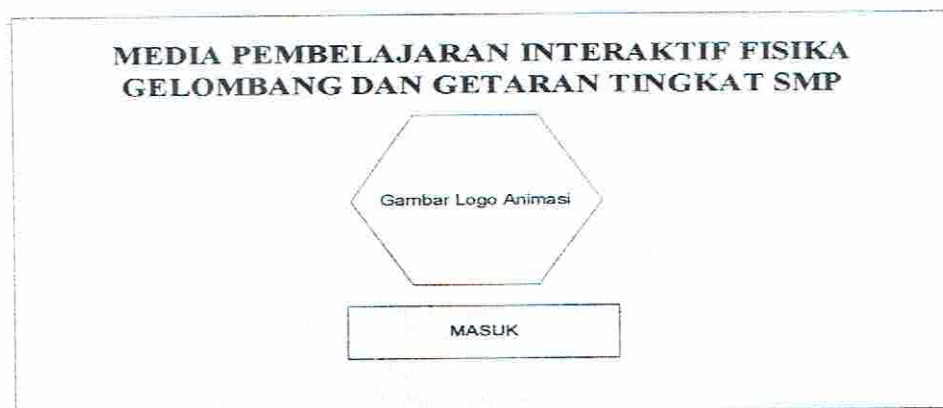 MEDIA PEMBELAJARAN INTERAKTIF FISIKA
GELOMBANG DAN GETARAN TINGKAT SMP
Gambar Logo Animasi
MASUK